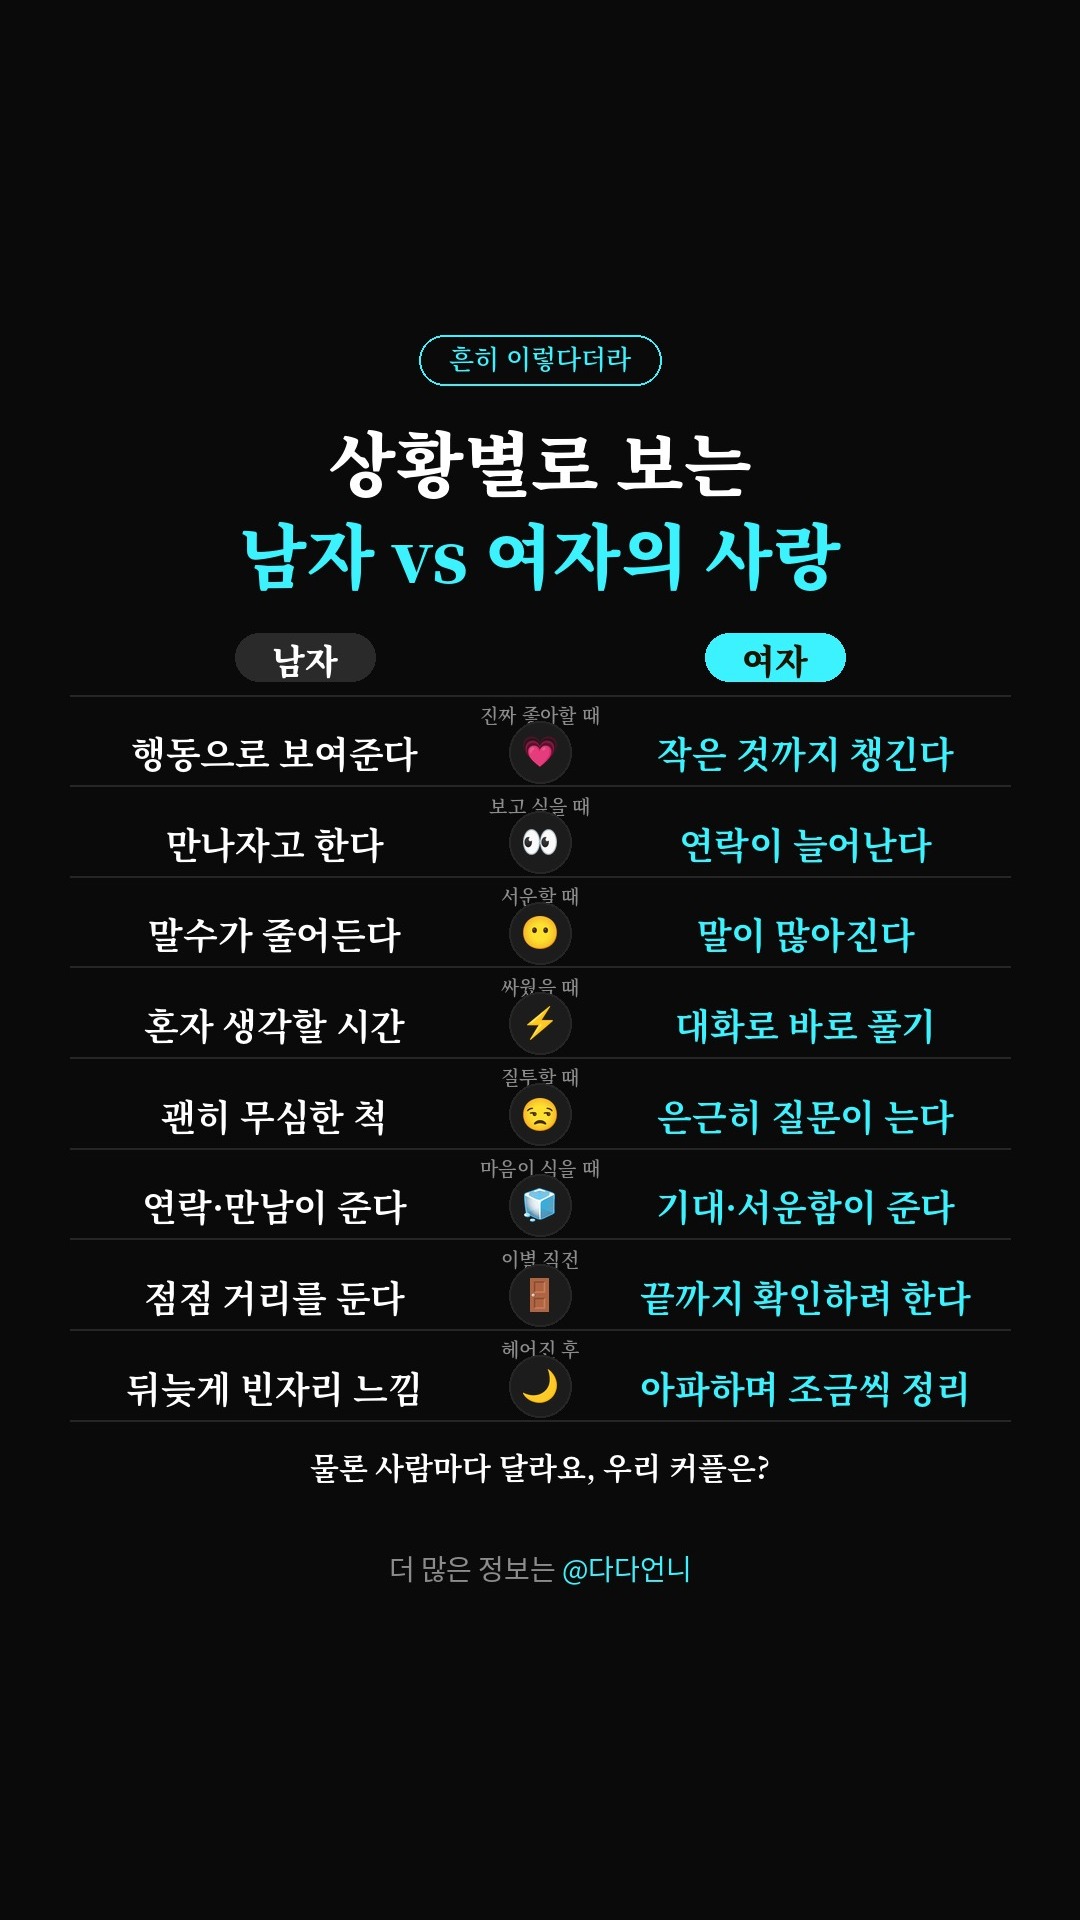 흔히 이렇다더라
상황별로 보는
남자 vs 여자의 사랑
남자 여자
진짜 좋아할 때
행동으로 보여준다 작은 것까지 챙긴다
보고 싶을 때
만나자고 한다 연락이 늘어난다
서운할 때
말수가 줄어든다 말이 많아진다
싸웠을 때
혼자 생각할 시간 대화로 바로 풀기
질투할 때
괜히 무심한 척 은근히 질문이 는다
마음이 식을 때
연락·만남이 준다 기대·서운함이 준다
이별 직전
점점 거리를 둔다 끝까지 확인하려 한다
헤어진 후
뒤늦게 빈자리 느낌 아파하며 조금씩 정리
물론 사람마다 달라요, 우리 커플은?
더 많은 정보는 @다다언니